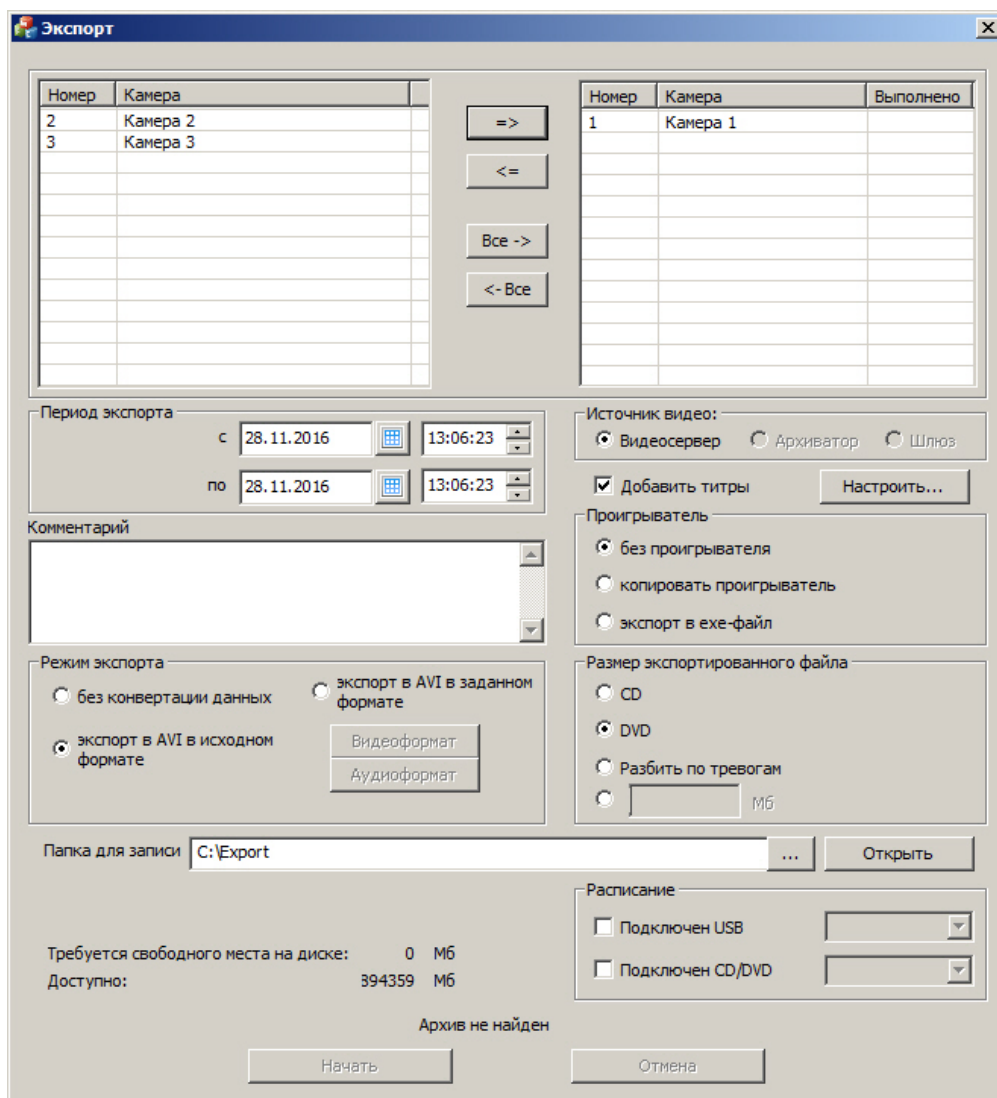 Экспорт
Номер Камера
2 Камера 2
3 Камера 3
=>
<=
Все ->
<- Все
Номер Камера Выполнено
1 Камера 1
Период экспорта
с 28.11.2016 13:06:23
по 28.11.2016 13:06:23
Источник видео:
Видеосервер Архиватор Шлюз
Добавить титры Настроить...
Комментарий
Проигрыватель
без проигрывателя
копировать проигрыватель
экспорт в exe-файл
Режим экспорта
без конвертации данных
экспорт в AVI в заданном
формате
экспорт в AVI в исходном
формате
Видеоформат
Аудиоформат
Размер экспортированного файла
CD
DVD
Разбить по тревогам
Мб
Папка для записи C:\Export ... Открыть
Расписание
Подключен USB
Подключен CD/DVD
Требуется свободного места на диске: 0 Мб
Доступно: 394359 Мб
Архив не найден
Начать Отмена